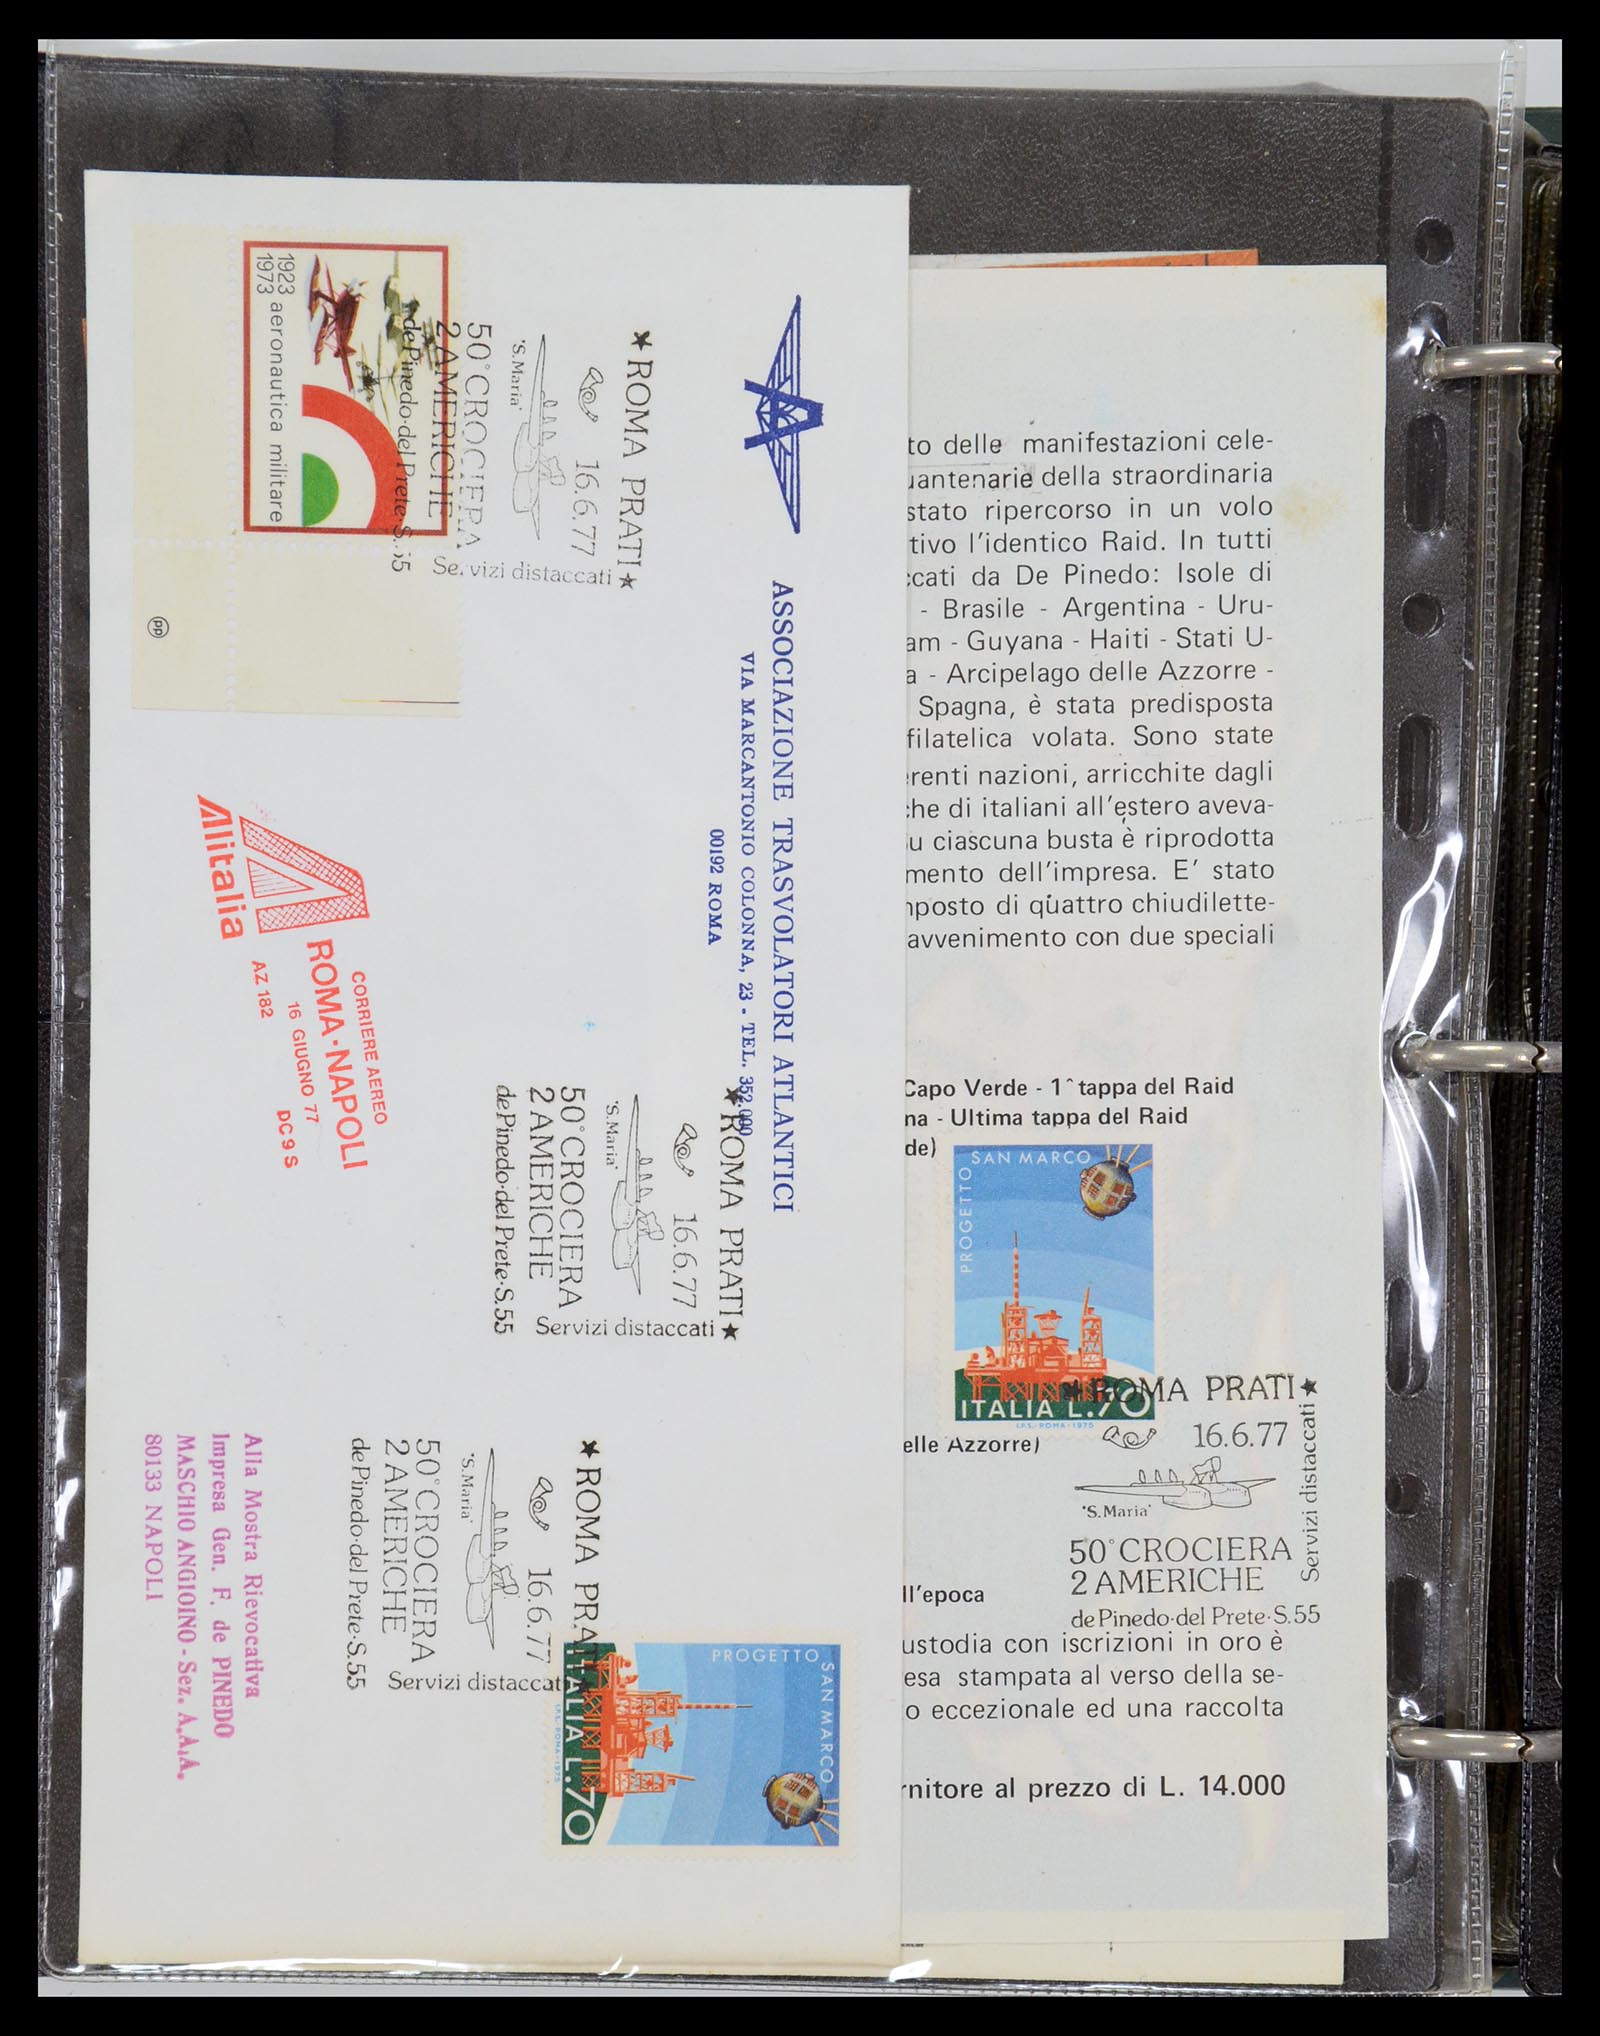 ASSOCIAZIONE TRASVOLATORI ATLANTICI
VIA MARCANTONIO COLONNA, 23 - TEL. 352.000
00192 ROMA
1923
1973 aeronautica militare
pp
★ ROMA PRATI ★
16.6.77
Servizi distaccati
'S.Maria'
50° CROCIERA
2 AMERICHE
de Pinedo·del Prete·S.55
★ ROMA PRATI ★
16.6.77
Servizi distaccati
'S.Maria'
50° CROCIERA
2 AMERICHE
de Pinedo·del Prete·S.55
Alitalia
CORRIERE AEREO
ROMA·NAPOLI
16 GIUGNO 77
AZ 182 DC 9 S
★ ROMA PRATI
16.6.77
Servizi distaccati
'S.Maria'
50° CROCIERA
2 AMERICHE
de Pinedo·del Prete·S.55
PROGETTO SAN MARCO
ITALIA L.70
I.P.S.-ROMA-1975
Alla Mostra Rievocativa
Impresa Gen. F. de PINEDO
MASCHIO ANGIOINO - Sez. A.A.A.
80133 NAPOLI
to delle manifestazioni cele-
uantenarie della straordinaria
stato ripercorso in un volo
tivo l'identico Raid. In tutti
ccati da De Pinedo: Isole di
- Brasile - Argentina - Uru-
am - Guyana - Haiti - Stati U-
a - Arcipelago delle Azzorre -
Spagna, è stata predisposta
filatelica volata. Sono state
erenti nazioni, arricchite dagli
che di italiani all'estero aveva-
u ciascuna busta è riprodotta
mento dell'impresa. E' stato
mposto di quattro chiudilette-
avvenimento con due speciali
Capo Verde - 1ª tappa del Raid
na - Ultima tappa del Raid
de)
PROGETTO SAN MARCO
ITALIA L.70
I.P.S.-ROMA-1975
elle Azzorre)
★ ROMA PRATI ★
16.6.77
Servizi distaccati
'S.Maria'
50° CROCIERA
2 AMERICHE
de Pinedo·del Prete·S.55
ll'epoca
ustodia con iscrizioni in oro è
esa stampata al verso della se-
o eccezionale ed una raccolta
rnitore al prezzo di L. 14.000